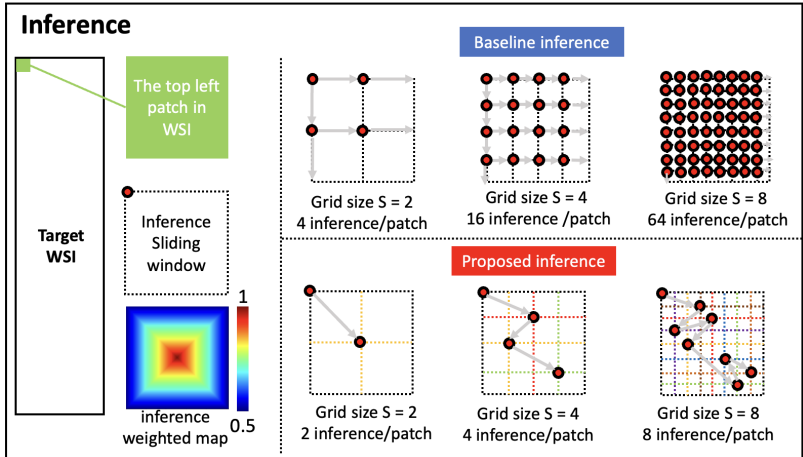 Inference
The top left
patch in
WSI
Target
WSI
Inference
Sliding
window
1
0.5
inference
weighted map
Baseline inference
Grid size S = 2
4 inference/patch
Grid size S = 4
16 inference /patch
Grid size S = 8
64 inference/patch
Proposed inference
Grid size S = 2
2 inference/patch
Grid size S = 4
4 inference/patch
Grid size S = 8
8 inference/patch